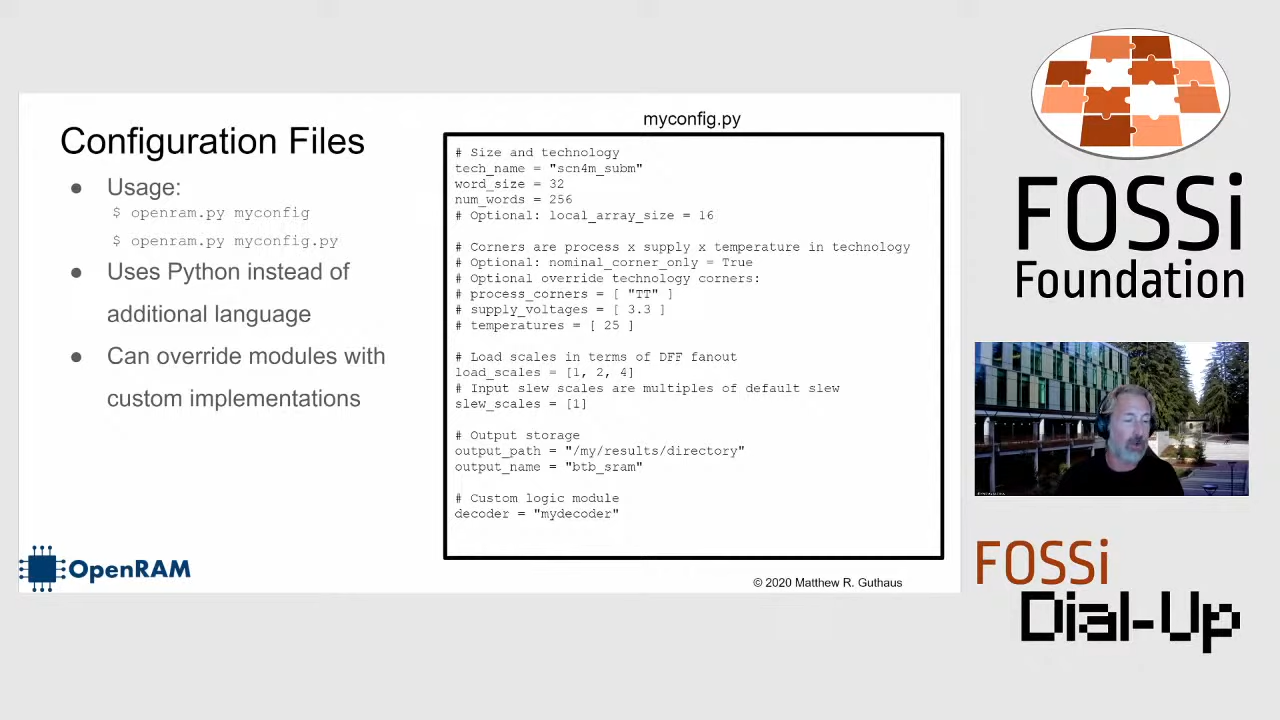 Configuration Files
● Usage:
$ openram.py myconfig
$ openram.py myconfig.py
● Uses Python instead of
additional language
● Can override modules with
custom implementations
myconfig.py
# Size and technology
tech_name = "scn4m_subm"
word_size = 32
num_words = 256
# Optional: local_array_size = 16
# Corners are process x supply x temperature in technology
# Optional: nominal_corner_only = True
# Optional override technology corners:
# process_corners = [ "TT" ]
# supply_voltages = [ 3.3 ]
# temperatures = [ 25 ]
# Load scales in terms of DFF fanout
load_scales = [1, 2, 4]
# Input slew scales are multiples of default slew
slew_scales = [1]
# Output storage
output_path = "/my/results/directory"
output_name = "btb_sram"
# Custom logic module
decoder = "mydecoder"
OpenRAM
© 2020 Matthew R. Guthaus
FOSSi
Foundation
FOSSi
Dial-Up